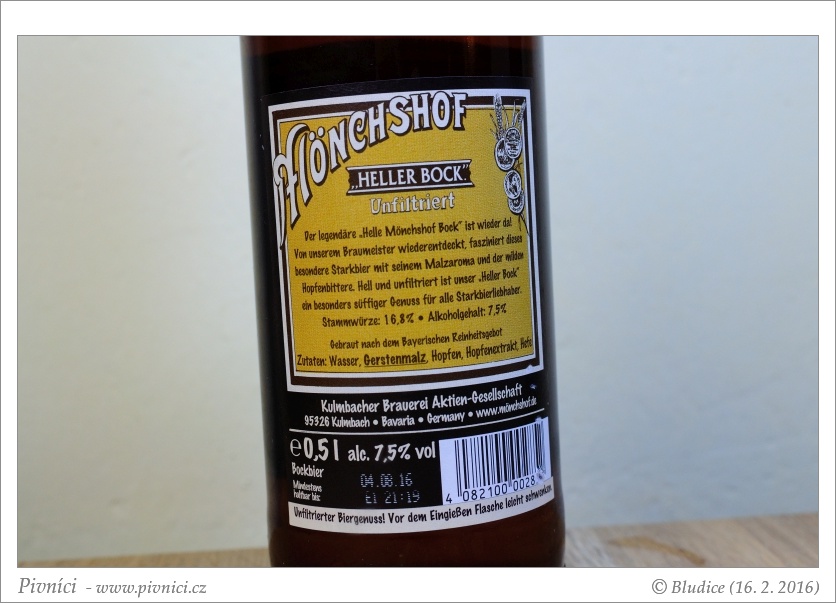 MÖNCHSHOF
„HELLER BOCK“
Unfiltriert
Der legendäre „Helle Mönchshof Bock“ ist wieder da!
Von unserem Braumeister wiederentdeckt, fasziniert dieses
besondere Starkbier mit seinem Malzaroma und der milden
Hopfenbittere. Hell und unfiltriert ist unser „Heller Bock“
ein besonders süffiger Genuss für alle Starkbierliebhaber.
Stammwürze: 16,8% • Alkoholgehalt: 7,5%
Gebraut nach dem Bayerischen Reinheitsgebot
Zutaten: Wasser, Gerstenmalz, Hopfen, Hopfenextrakt, Hefe.
Kulmbacher Brauerei Aktien-Gesellschaft
95326 Kulmbach • Bavaria • Germany • www.mönchshof.de
℮ 0,5 l alc. 7,5% vol
Bockbier
Mindestens
haltbar bis:
04.08.16
E1 21:19
4 082100 0028
Unfiltrierter Biergenuss! Vor dem Eingießen Flasche leicht schwenken.
Pivníci - www.pivnici.cz
© Bludice (16. 2. 2016)